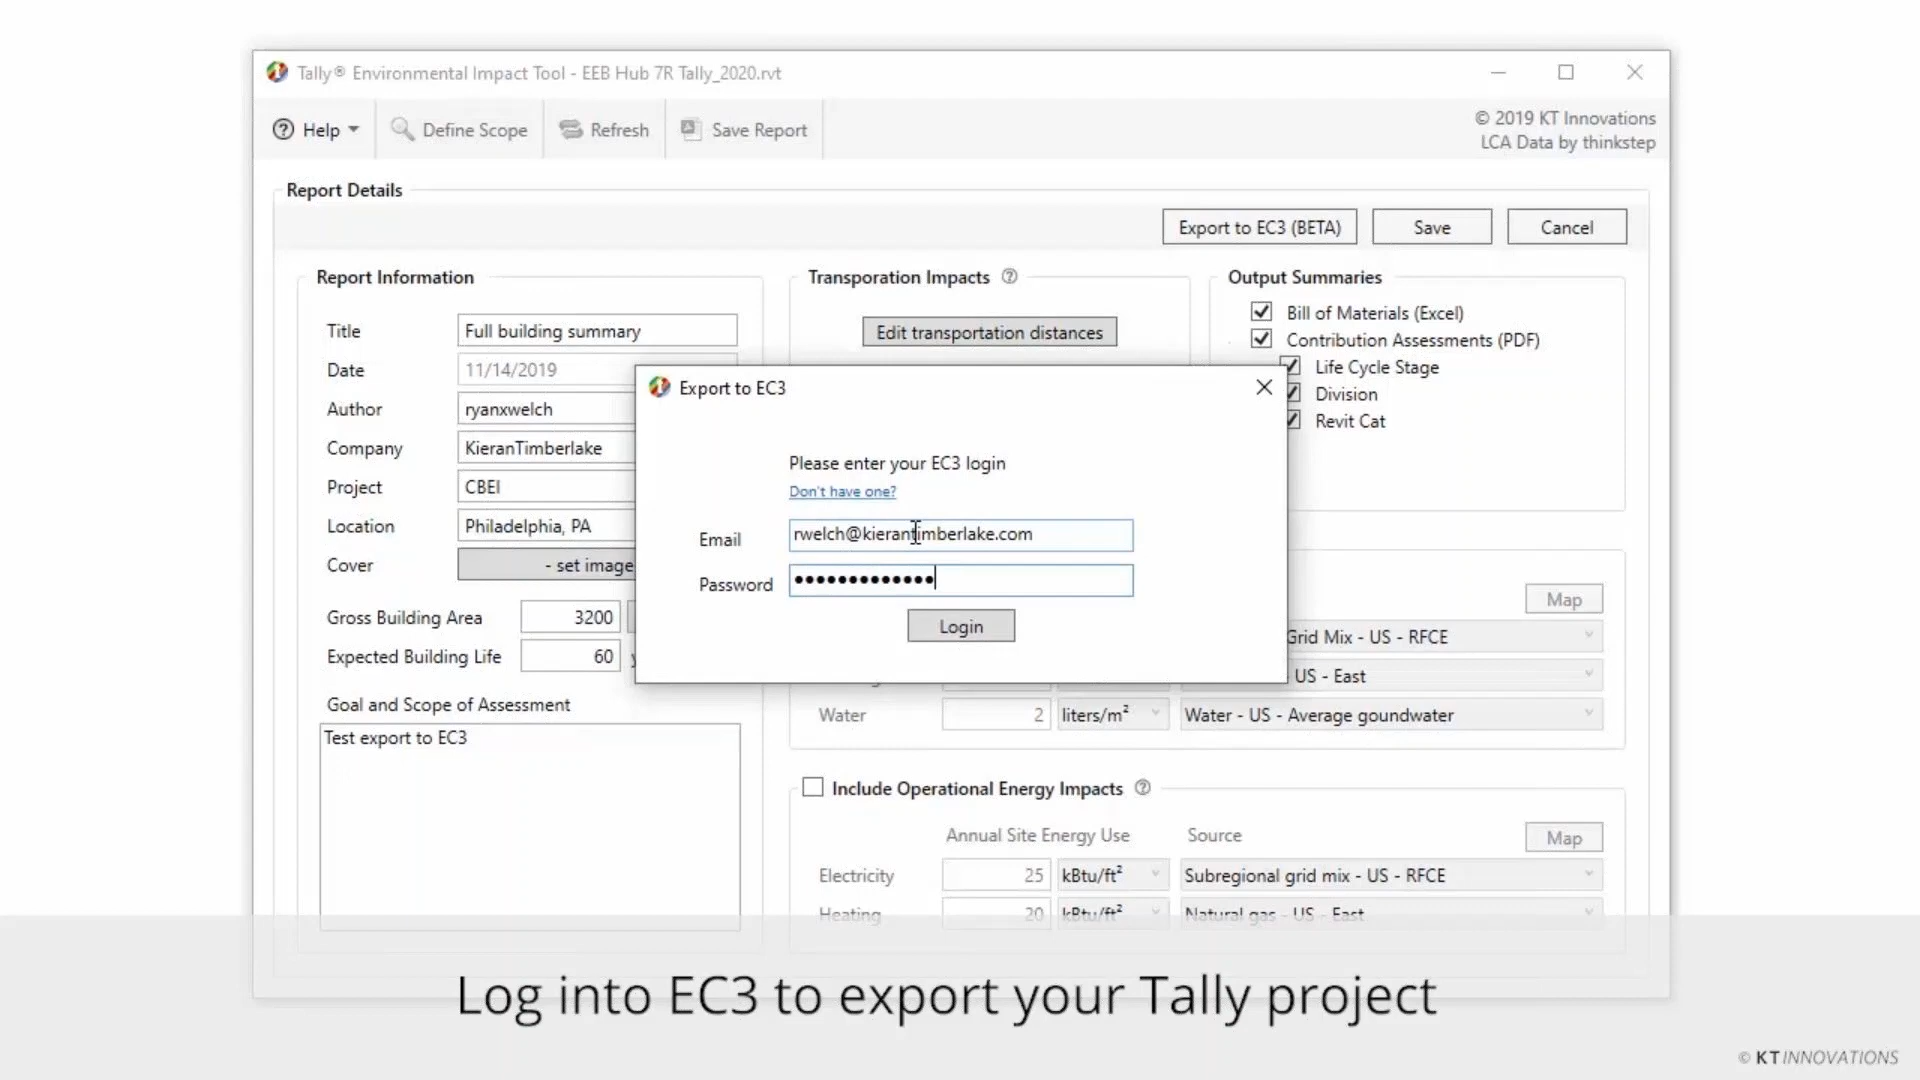 Tally® Environmental Impact Tool - EEB Hub 7R Tally_2020.rvt
Help
Define Scope
Refresh
Save Report
© 2019 KT Innovations
LCA Data by thinkstep
Report Details
Export to EC3 (BETA)
Save
Cancel
Report Information
Title
Full building summary
Date
11/14/2019
Author
ryanxwelch
Company
KieranTimberlake
Project
CBEI
Location
Philadelphia, PA
Cover
- set image
Gross Building Area
3200
Expected Building Life
60
Goal and Scope of Assessment
Test export to EC3
Transporation Impacts
Edit transportation distances
Output Summaries
Bill of Materials (Excel)
Contribution Assessments (PDF)
Life Cycle Stage
Division
Revit Cat
Export to EC3
Please enter your EC3 login
Don't have one?
Email
rwelch@kierantimberlake.com
Password
●●●●●●●●●●●●●
Login
Map
Grid Mix - US - RFCE
- US - East
Water
2
liters/m²
Water - US - Average goundwater
Include Operational Energy Impacts
Annual Site Energy Use
Source
Map
Electricity
25
kBtu/ft²
Subregional grid mix - US - RFCE
Heating
20
kBtu/ft²
Natural gas - US - East
Log into EC3 to export your Tally project
© KTINNOVATIONS